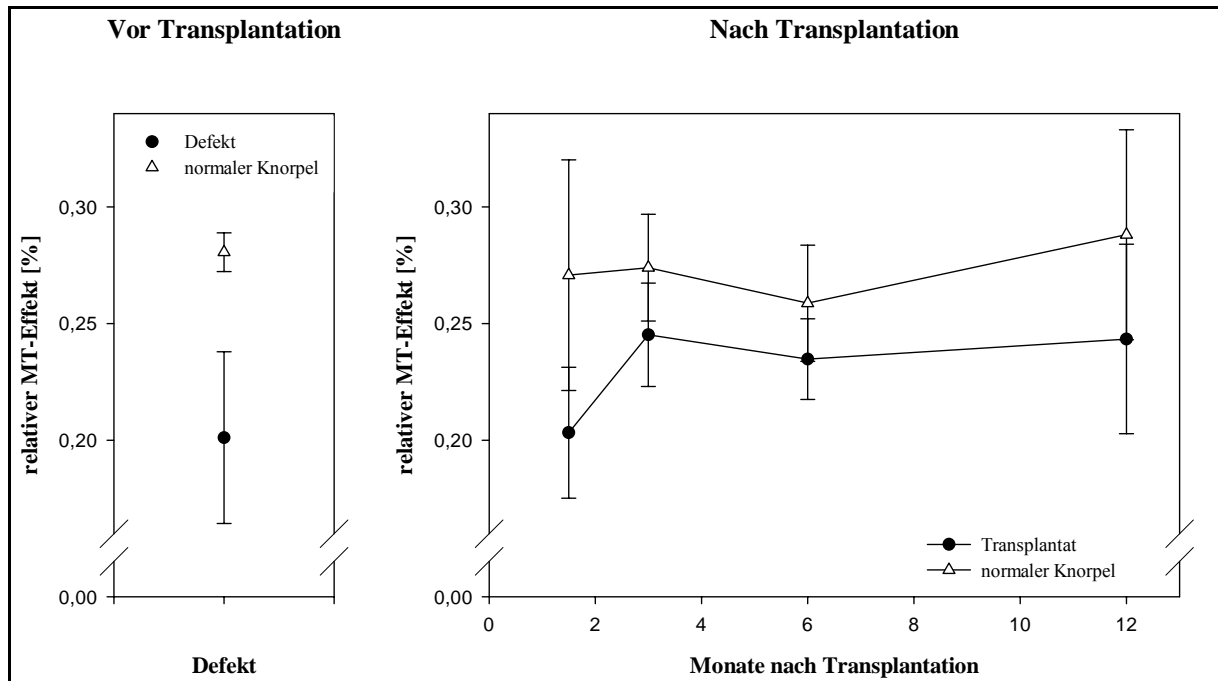 Vor Transplantation
Nach Transplantation
Defekt
normaler Knorpel
relativer MT-Effekt [%]
0,30
0,25
0,20
0,00
Defekt
relativer MT-Effekt [%]
0,30
0,25
0,20
0,00
Transplantat
normaler Knorpel
0 2 4 6 8 10 12
Monate nach Transplantation